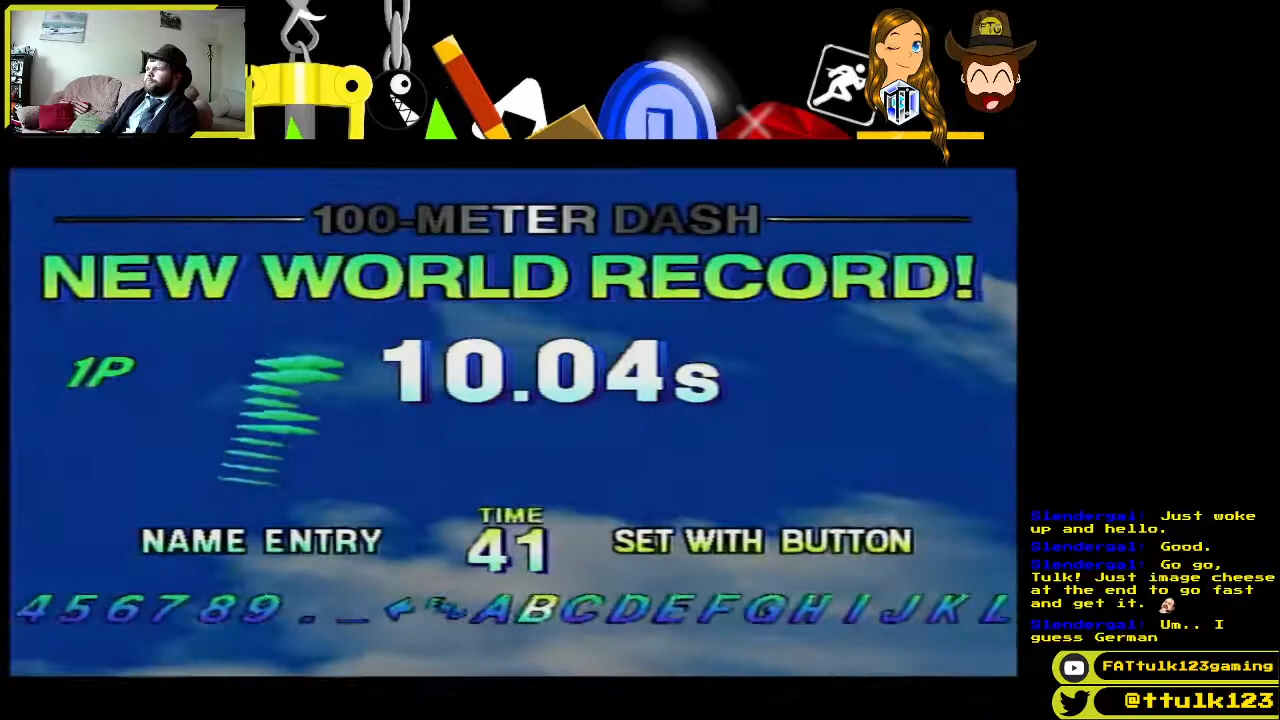 FTG
100-METER DASH
NEW WORLD RECORD!
1P
10.04s
TIME
NAME ENTRY 41 SET WITH BUTTON
456789._ABCDEFGHIJKL
Slendergal: Just woke
up and hello.
Slendergal: Good.
Slendergal: Go go,
Tulk! Just image cheese
at the end to go fast
and get it.
Slendergal: Um.. I
guess German
FATtulk123gaming
@ttulk123